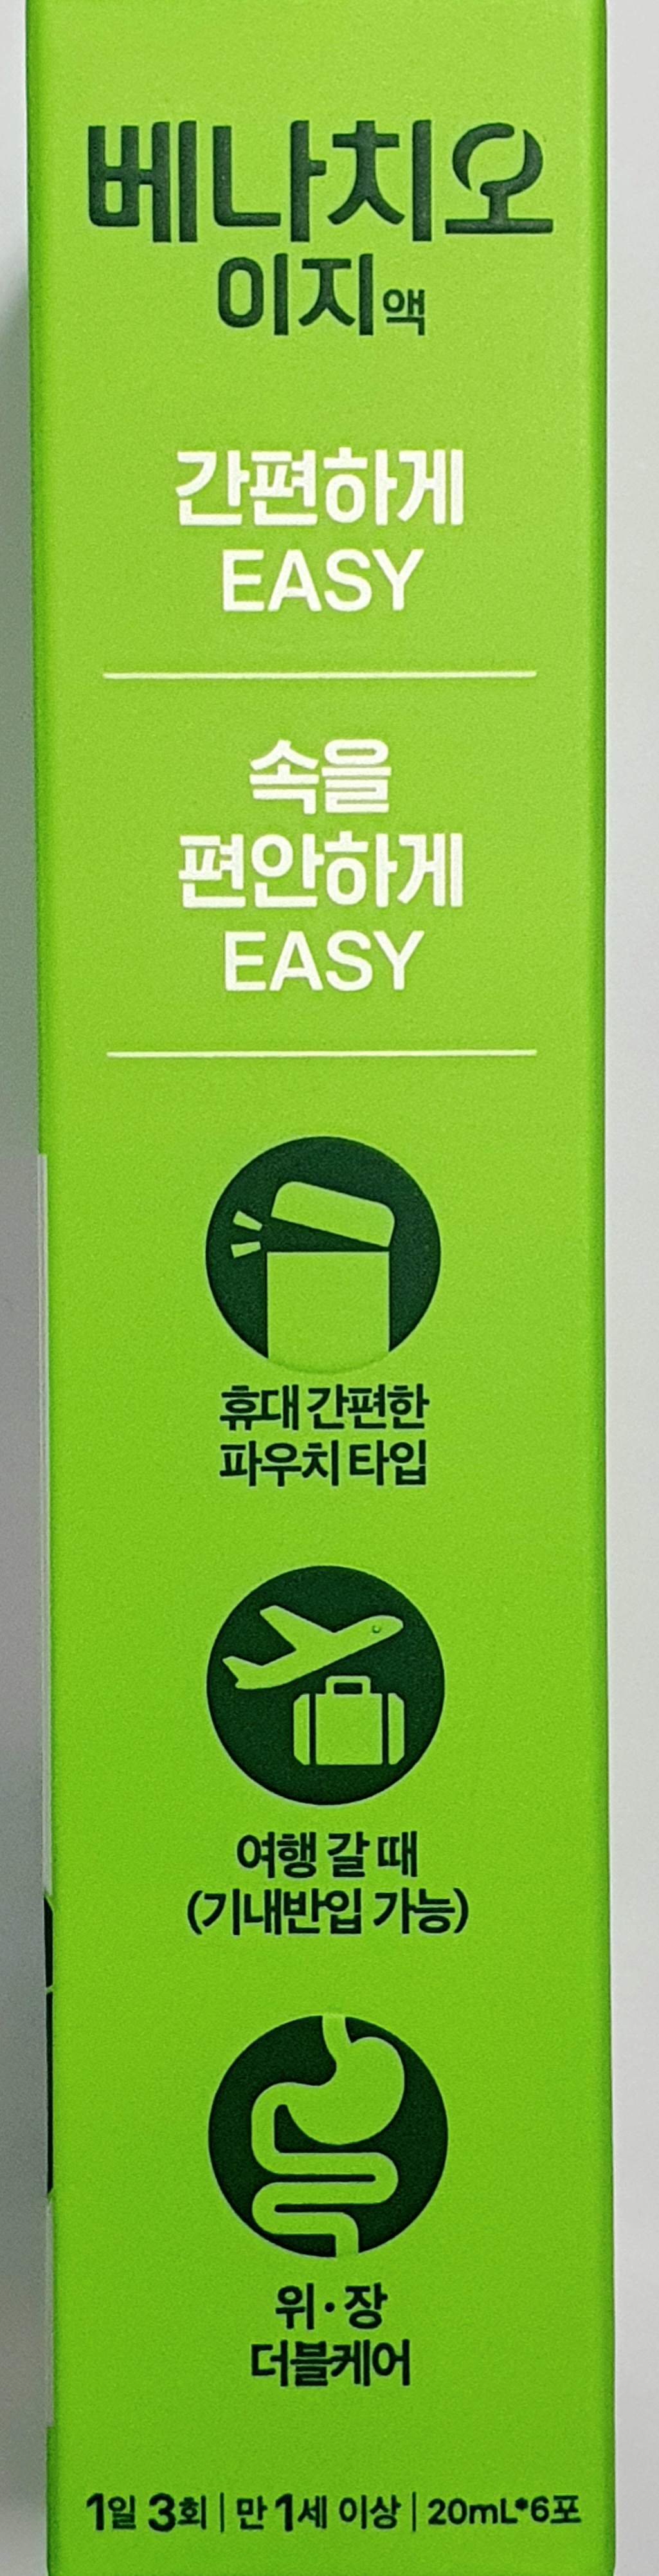 베나치오
이지액
간편하게
EASY
속을
편안하게
EASY
휴대 간편한
파우치 타입
여행 갈 때
(기내반입 가능)
위·장
더블케어
1일 3회 | 만 1세 이상 | 20mL*6포